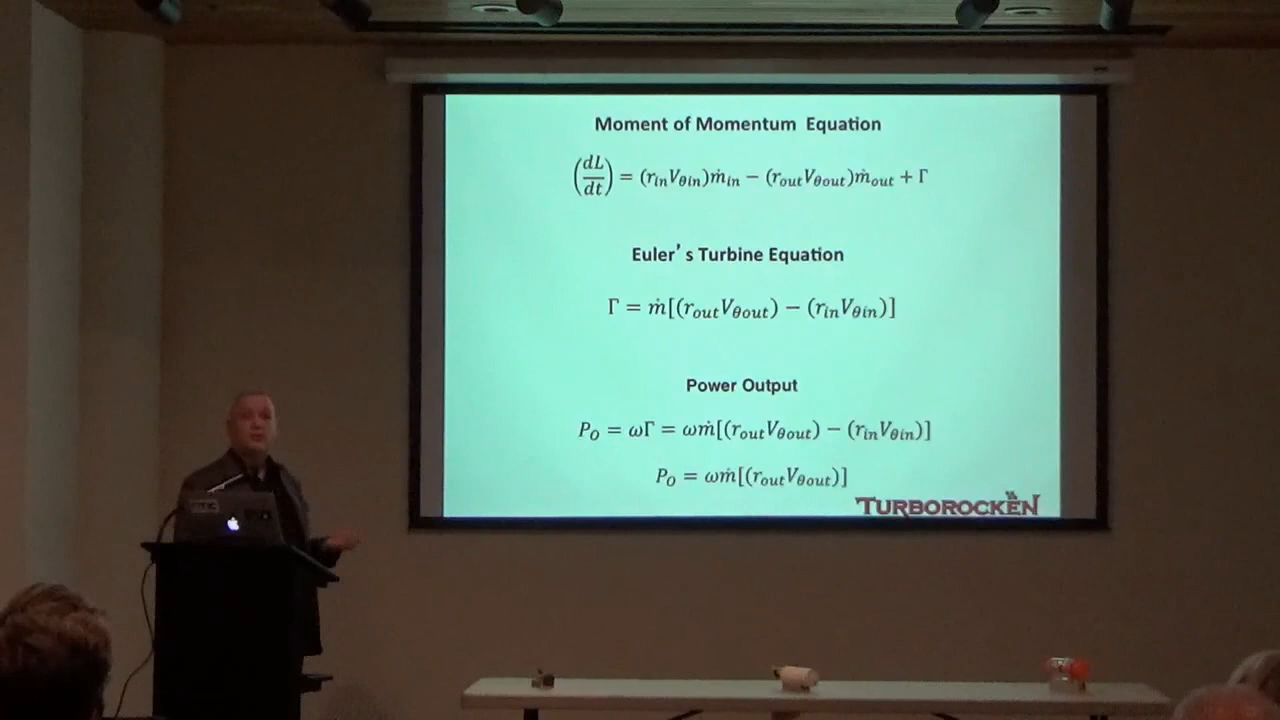 Moment of Momentum Equation
(dL/dt) = (r_in V_θin)ṁ_in − (r_out V_θout)ṁ_out + Γ
Euler’s Turbine Equation
Γ = ṁ[(r_out V_θout) − (r_in V_θin)]
Power Output
P_O = ωΓ = ωṁ[(r_out V_θout) − (r_in V_θin)]
P_O = ωṁ[(r_out V_θout)]
TURBOROCKEN